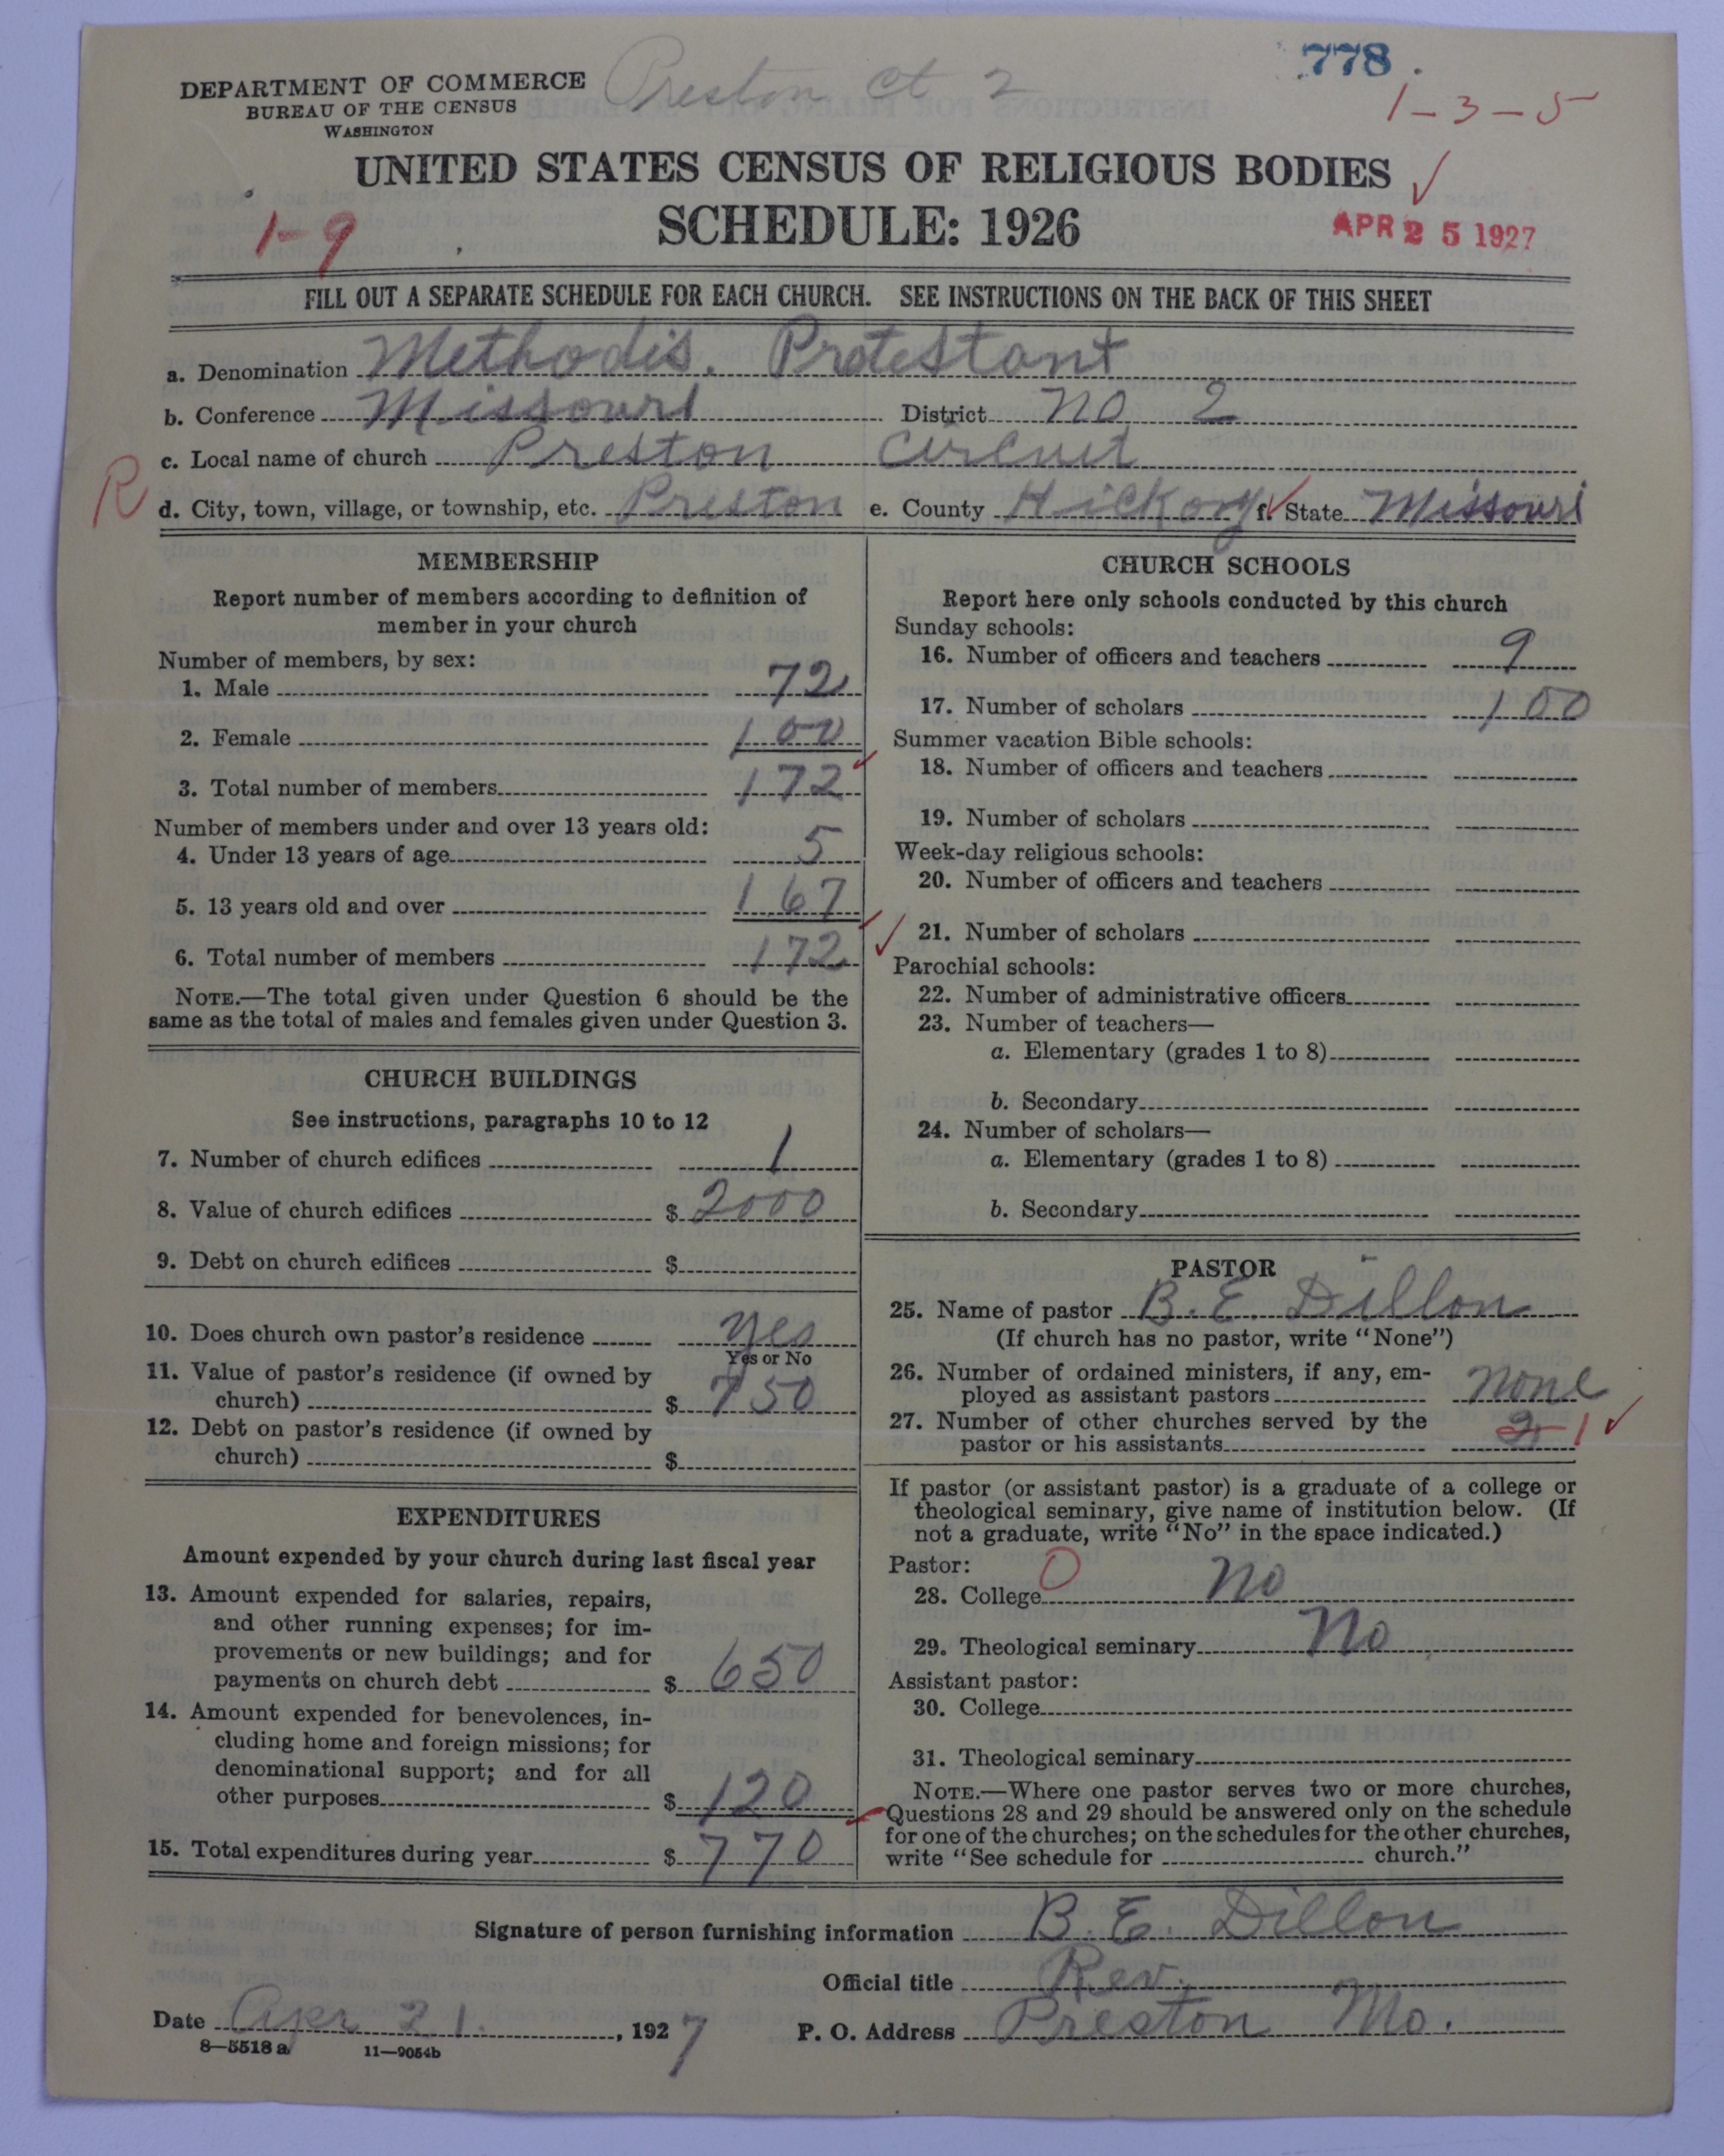 778
Preston Ct 2
1-3-5
DEPARTMENT OF COMMERCE
BUREAU OF THE CENSUS
WASHINGTON
UNITED STATES CENSUS OF RELIGIOUS BODIES
SCHEDULE: 1926
1-9
APR 25 1927
FILL OUT A SEPARATE SCHEDULE FOR EACH CHURCH. SEE INSTRUCTIONS ON THE BACK OF THIS SHEET
a. Denomination Methodis. Protestant
b. Conference Missouri District No 2
c. Local name of church Preston Circuit
R
d. City, town, village, or township, etc. Preston e. County Hickory f. State Missouri
MEMBERSHIP
Report number of members according to definition of
member in your church
Number of members, by sex:
1. Male 72
2. Female 100
3. Total number of members 172
Number of members under and over 13 years old:
4. Under 13 years of age 5
5. 13 years old and over 167
6. Total number of members 172
NOTE.—The total given under Question 6 should be the
same as the total of males and females given under Question 3.
CHURCH BUILDINGS
See instructions, paragraphs 10 to 12
7. Number of church edifices 1
8. Value of church edifices $ 2000
9. Debt on church edifices $
10. Does church own pastor's residence Yes
Yes or No
11. Value of pastor's residence (if owned by
church) $ 750
12. Debt on pastor's residence (if owned by
church) $
EXPENDITURES
Amount expended by your church during last fiscal year
13. Amount expended for salaries, repairs,
and other running expenses; for im-
provements or new buildings; and for
payments on church debt $ 650
14. Amount expended for benevolences, in-
cluding home and foreign missions; for
denominational support; and for all
other purposes $ 120
15. Total expenditures during year $ 770
CHURCH SCHOOLS
Report here only schools conducted by this church
Sunday schools:
16. Number of officers and teachers 9
17. Number of scholars 100
Summer vacation Bible schools:
18. Number of officers and teachers
19. Number of scholars
Week-day religious schools:
20. Number of officers and teachers
21. Number of scholars
Parochial schools:
22. Number of administrative officers
23. Number of teachers—
a. Elementary (grades 1 to 8)
b. Secondary
24. Number of scholars—
a. Elementary (grades 1 to 8)
b. Secondary
PASTOR
25. Name of pastor B. E. Dillon
(If church has no pastor, write "None")
26. Number of ordained ministers, if any, em-
ployed as assistant pastors None
27. Number of other churches served by the
pastor or his assistants 2 1
If pastor (or assistant pastor) is a graduate of a college or
theological seminary, give name of institution below. (If
not a graduate, write "No" in the space indicated.)
Pastor: 0
28. College No
29. Theological seminary No
Assistant pastor:
30. College
31. Theological seminary
NOTE.—Where one pastor serves two or more churches,
Questions 28 and 29 should be answered only on the schedule
for one of the churches; on the schedules for the other churches,
write "See schedule for church."
Signature of person furnishing information B. E. Dillon
Official title Rev.
Date Apr 21. , 1927 P. O. Address Preston Mo.
8—5518 a 11—9054b